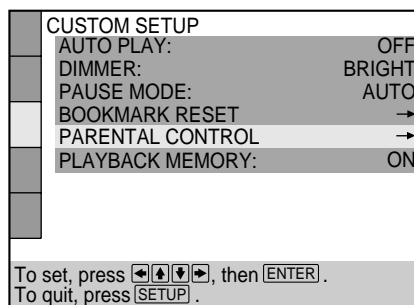 CUSTOM SETUP
AUTO PLAY: OFF
DIMMER: BRIGHT
PAUSE MODE: AUTO
BOOKMARK RESET →
PARENTAL CONTROL →
PLAYBACK MEMORY: ON
To set, press ←↑↓→, then ENTER.
To quit, press SETUP.